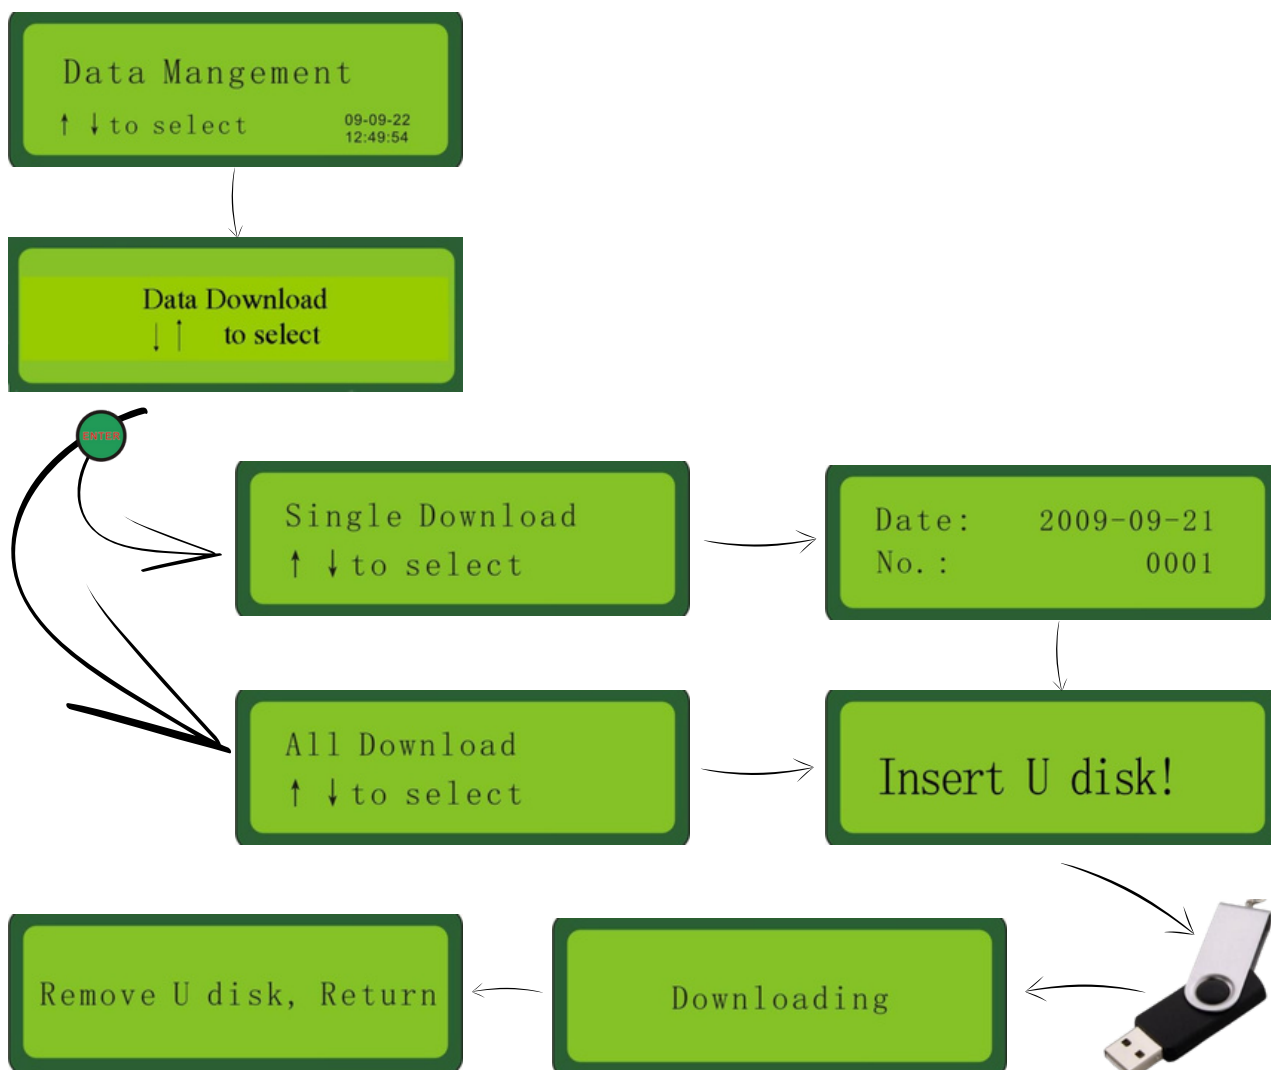 Data Mangement
↑ ↓to select
09-09-22
12:49:54
Data Download
↓↑ to select
ENTER
Single Download
↑ ↓to select
Date: 2009-09-21
No.: 0001
All Download
↑ ↓to select
Insert U disk!
Remove U disk, Return
Downloading